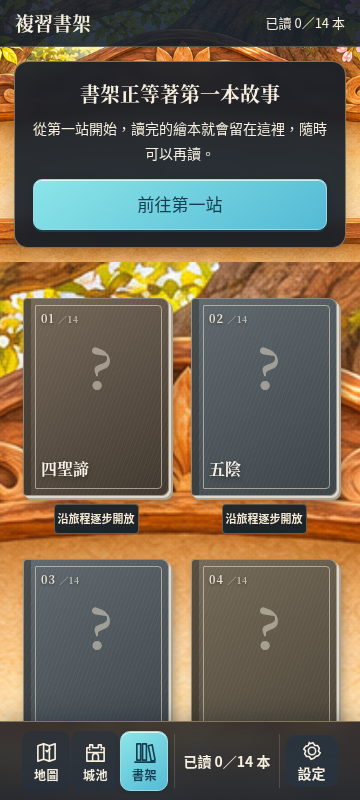 複習書架
已讀 0／14 本
書架正等著第一本故事
從第一站開始，讀完的繪本就會留在這裡，隨時
可以再讀。
前往第一站
01 ／14
?
四聖諦
02 ／14
?
五陰
沿旅程逐步開放
沿旅程逐步開放
03 ／14
?
04 ／14
?
地圖
城池
書架
已讀 0／14 本
設定